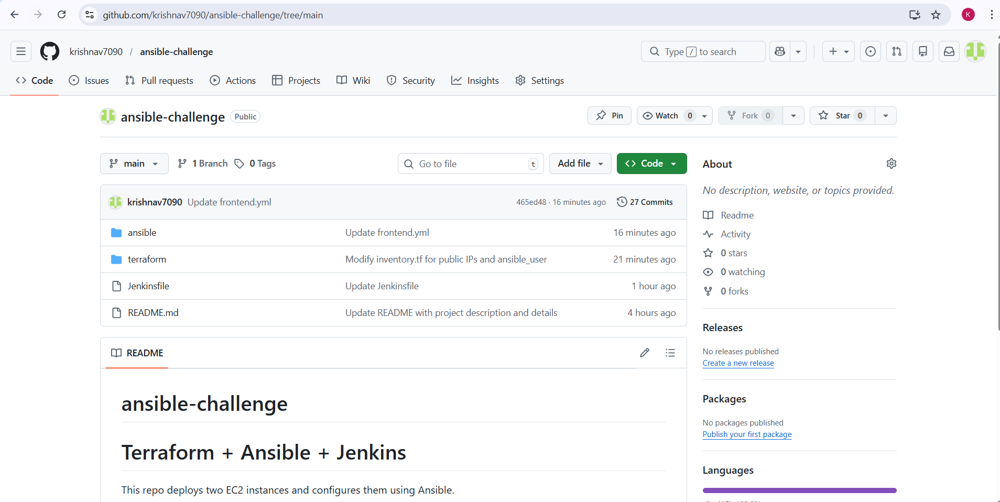 github.com/krishnav7090/ansible-challenge/tree/main
K
krishnav7090 / ansible-challenge
Type / to search
Code
Issues
Pull requests
Actions
Projects
Wiki
Security
Insights
Settings
ansible-challenge
Public
Pin
Watch 0
Fork 0
Star 0
main
1 Branch
0 Tags
Go to file
t
Add file
Code
krishnav7090 Update frontend.yml
465ed48 · 16 minutes ago
27 Commits
ansible Update frontend.yml 16 minutes ago
terraform Modify inventory.tf for public IPs and ansible_user 21 minutes ago
Jenkinsfile Update Jenkinsfile 1 hour ago
README.md Update README with project description and details 4 hours ago
README
ansible-challenge
Terraform + Ansible + Jenkins
This repo deploys two EC2 instances and configures them using Ansible.
About
No description, website, or topics provided.
Readme
Activity
0 stars
0 watching
0 forks
Releases
No releases published
Create a new release
Packages
No packages published
Publish your first package
Languages